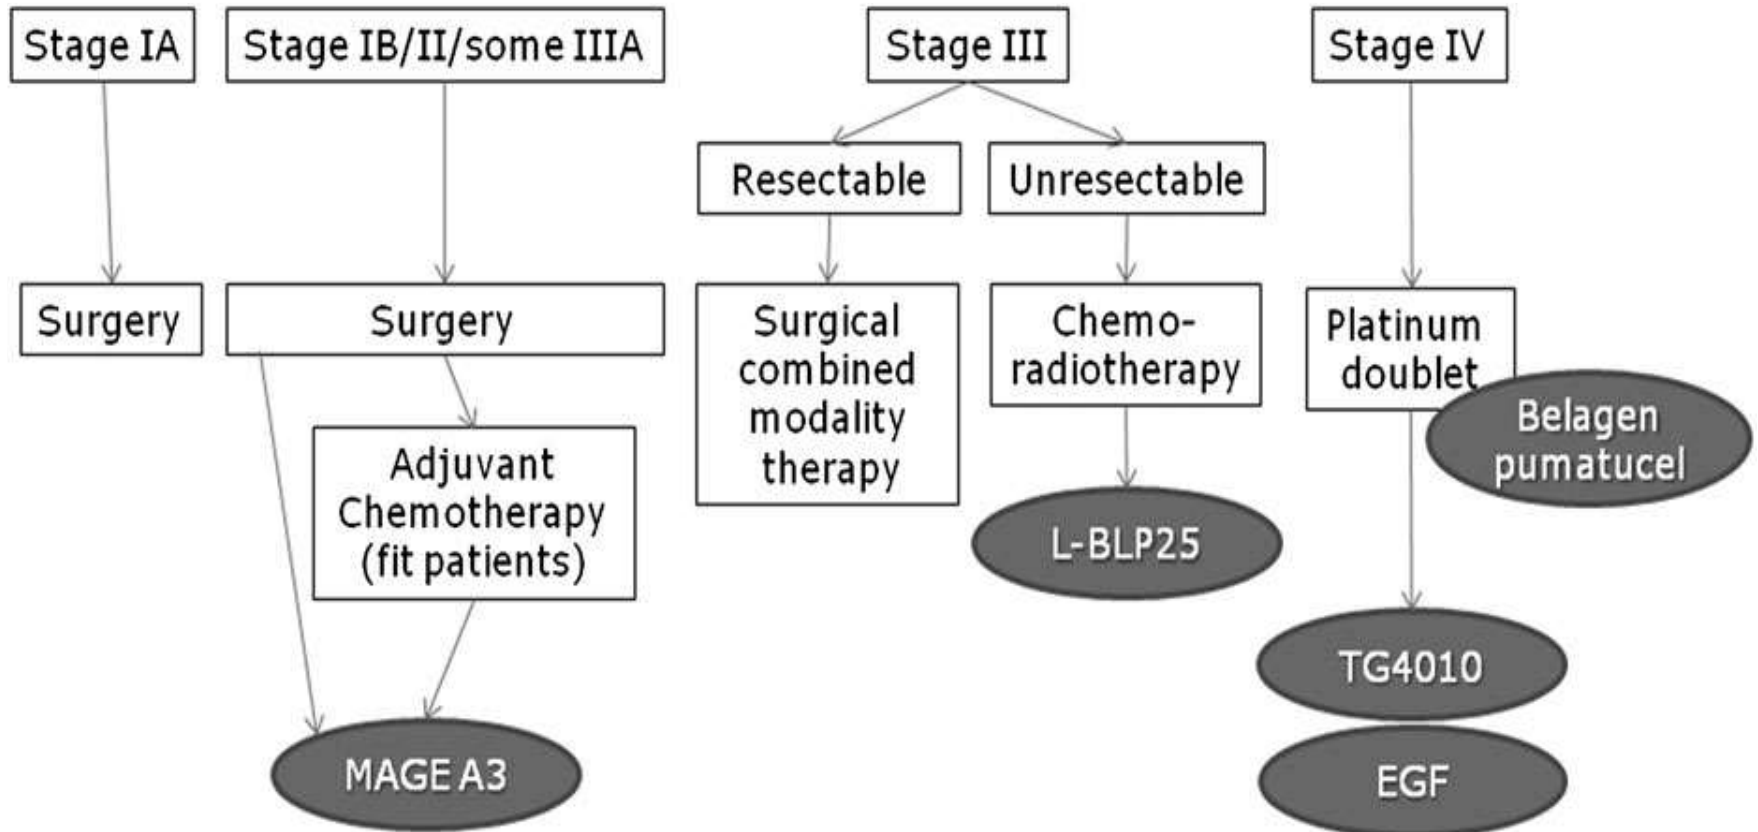 Stage IA
Stage IB/II/some IIIA
Stage III
Stage IV
Resectable
Unresectable
Surgery
Surgery
Surgical
combined
modality
therapy
Chemo-
radiotherapy
Platinum
doublet
Belagen
pumatucel
Adjuvant
Chemotherapy
(fit patients)
L-BLP25
TG4010
MAGE A3
EGF